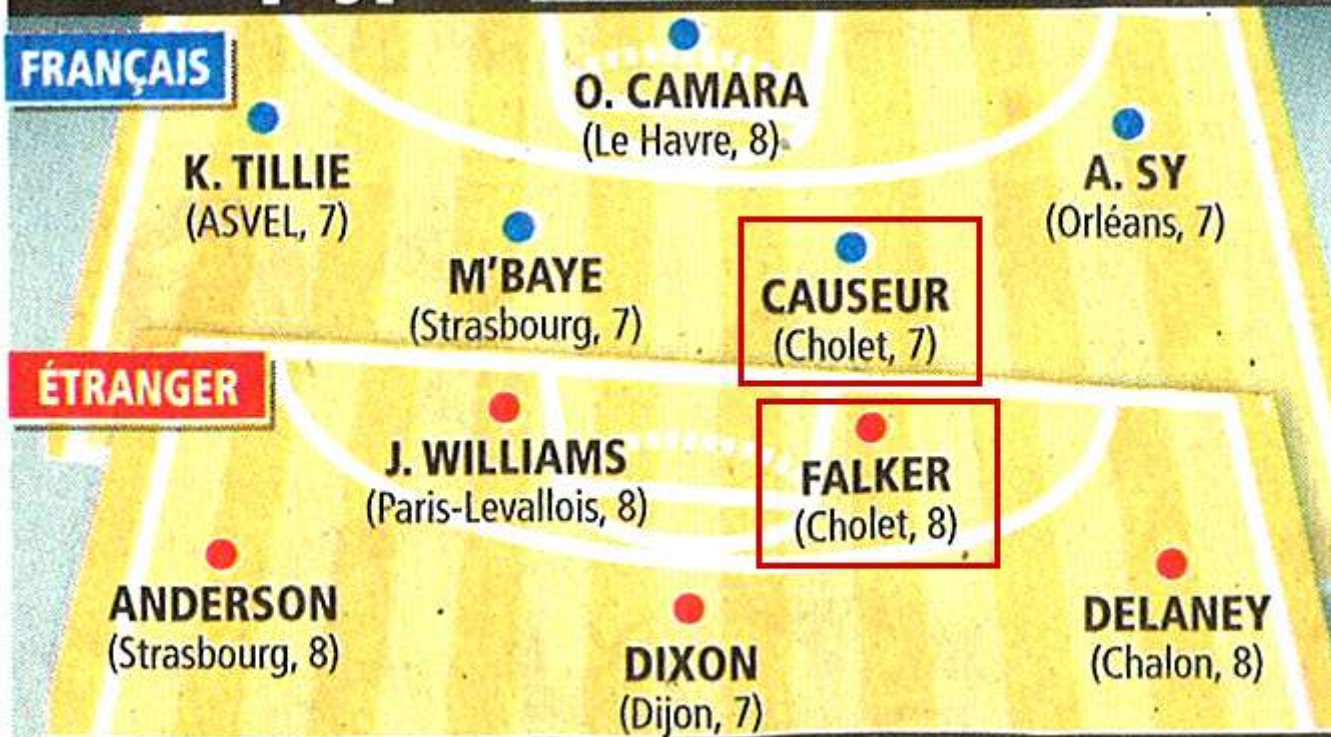 FRANÇAIS
O. CAMARA
(Le Havre, 8)
K. TILLIE
(ASVEL, 7)
A. SY
(Orléans, 7)
M'BAYE
(Strasbourg, 7)
CAUSEUR
(Cholet, 7)
ÉTRANGER
J. WILLIAMS
(Paris-Levallois, 8)
FALKER
(Cholet, 8)
ANDERSON
(Strasbourg, 8)
DIXON
(Dijon, 7)
DELANEY
(Chalon, 8)